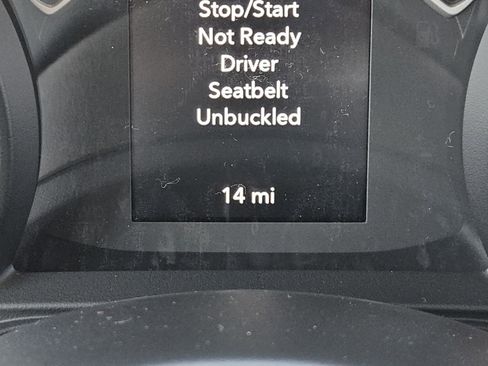 Stop/Start
Not Ready
Driver
Seatbelt
Unbuckled
14 mi